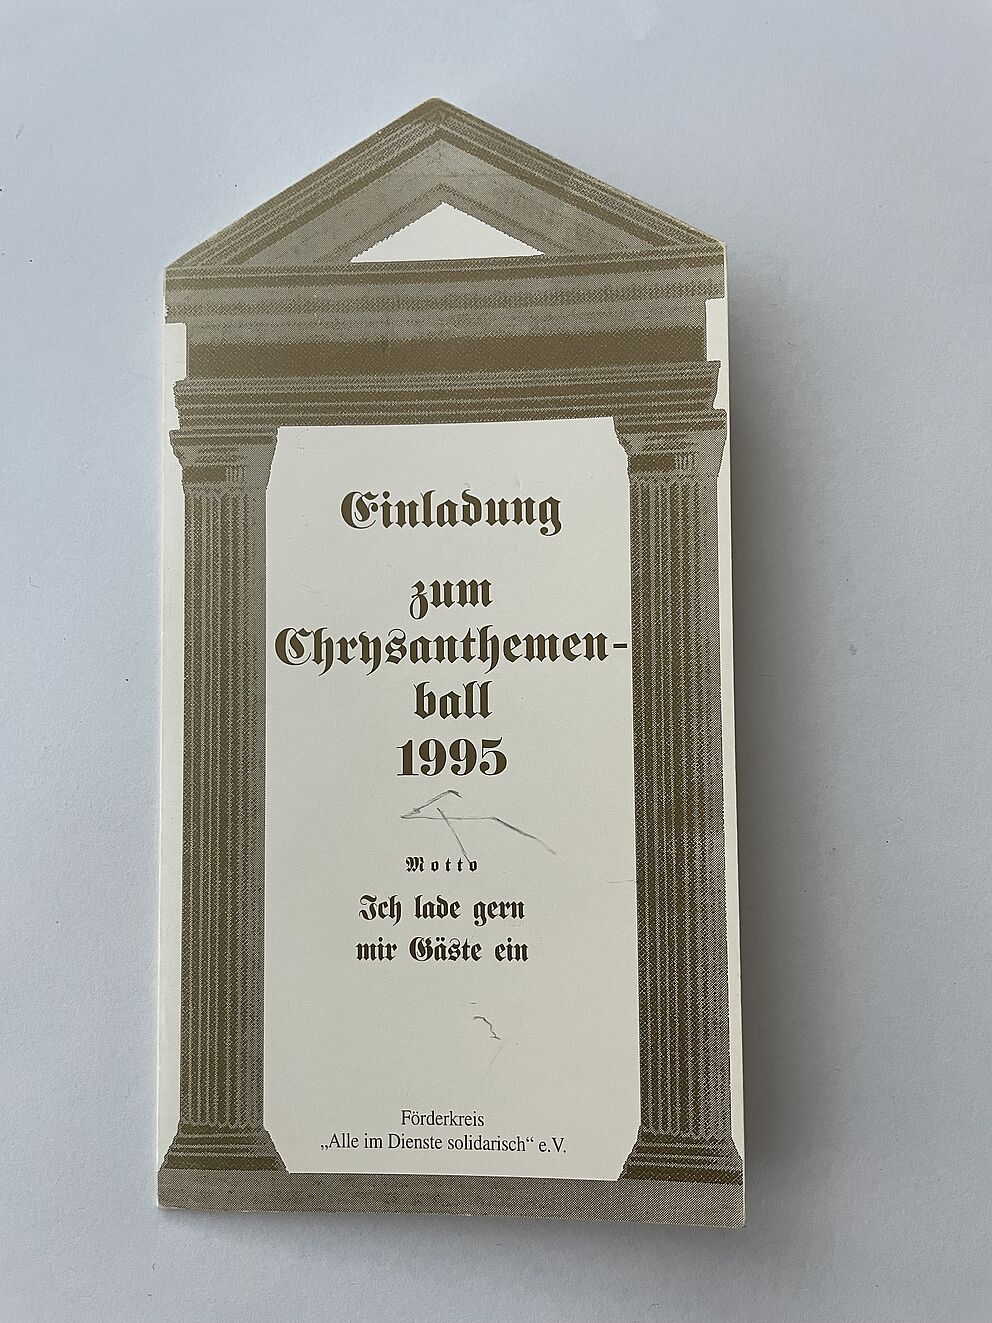 Einladung
zum
Chrysanthemen-
ball
1995
Motto
Ich lade gern
mir Gäste ein
Förderkreis
„Alle im Dienste solidarisch“ e.V.